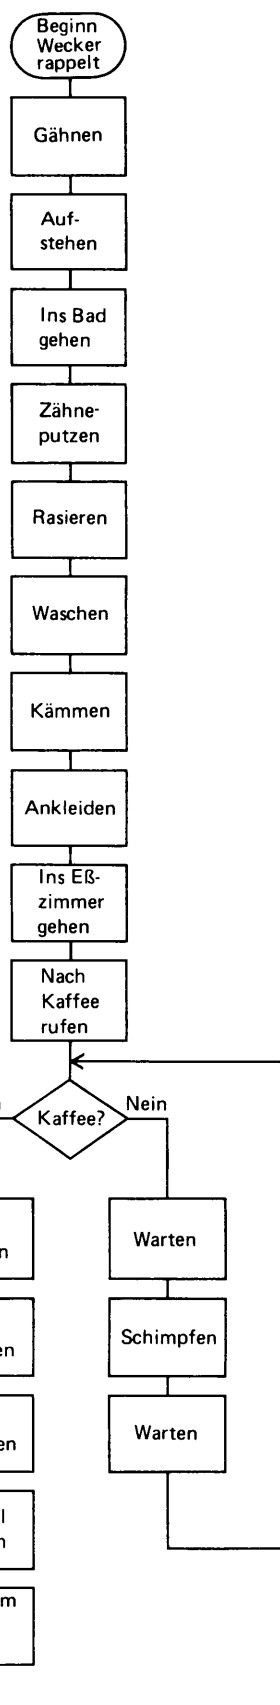 Beginn
Wecker
rappelt
Gähnen
Auf-
stehen
Ins Bad
gehen
Zähne-
putzen
Rasieren
Waschen
Kämmen
Ankleiden
Ins Eß-
zimmer
gehen
Nach
Kaffee
rufen
Kaffee?
Nein
Warten
Schimpfen
Warten